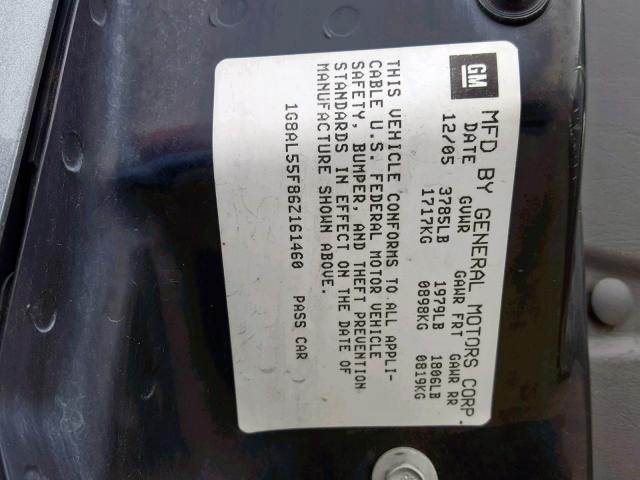 GM
MFD BY GENERAL MOTORS CORP.
DATE GVWR GAWR FRT GAWR RR
12/05 3785LB 1979LB 1806LB
1717KG 0898KG 0819KG
THIS VEHICLE CONFORMS TO ALL APPLI-
CABLE U.S. FEDERAL MOTOR VEHICLE
SAFETY, BUMPER, AND THEFT PREVENTION
STANDARDS IN EFFECT ON THE DATE OF
MANUFACTURE SHOWN ABOVE.
1G8AL55F86Z161460 PASS CAR